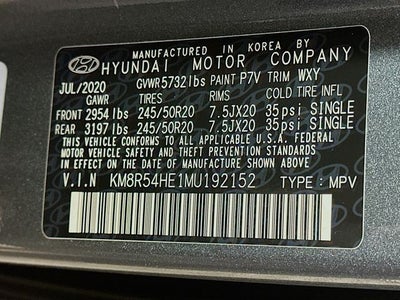 MANUFACTURED IN KOREA BY
HYUNDAI MOTOR COMPANY
JUL/2020 GVWR5732lbs PAINT P7V TRIM WXY
GAWR TIRES RIMS COLD TIRE INFL
FRONT 2954 lbs 245/50R20 7.5JX20 35psi SINGLE
REAR 3197 lbs 245/50R20 7.5JX20 35psi SINGLE
THIS VEHICLE CONFORMS TO ALL APPLICABLE U.S.A. FEDERAL
MOTOR VEHICLE SAFETY AND THEFT PREVENTION STANDARDS
IN EFFECT ON THE DATE OF MANUFACTURE SHOWN ABOVE.
V.I.N KM8R54HE1MU192152 TYPE : MPV